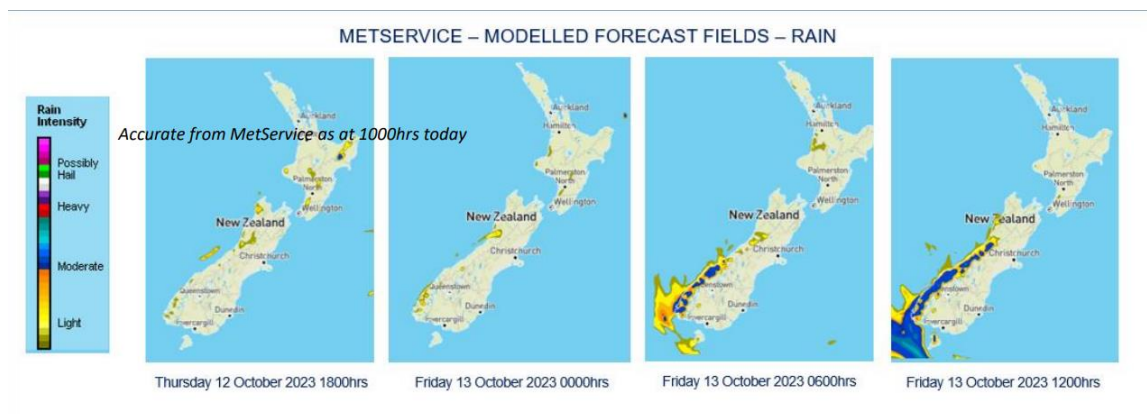 METSERVICE – MODELLED FORECAST FIELDS – RAIN
Rain
Intensity
Possibly
Hail
Heavy
Moderate
Light
Accurate from MetService as at 1000hrs today
Auckland
Hamilton
Palmerston
North
Wellington
New Zealand
Christchurch
Queenstown
Dunedin
Invercargill
Thursday 12 October 2023 1800hrs
Auckland
Hamilton
Palmerston
North
Wellington
New Zealand
Christchurch
Queenstown
Dunedin
Invercargill
Friday 13 October 2023 0000hrs
Auckland
Hamilton
Palmerston
North
Wellington
New Zealand
Christchurch
Queenstown
Dunedin
Friday 13 October 2023 0600hrs
Auckland
Hamilton
Palmerston
North
Wellington
New Zealand
Christchurch
Queenstown
Dunedin
Friday 13 October 2023 1200hrs